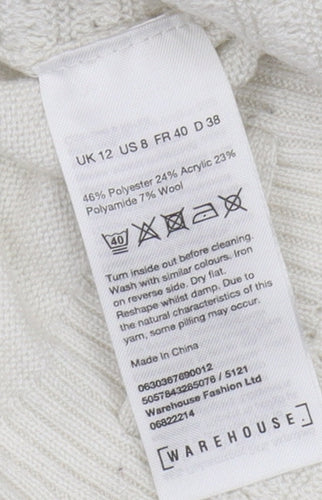 UK 12 US 8 FR 40 D 38
46% Polyester 24% Acrylic 23%
Polyamide 7% Wool
40
Turn inside out before cleaning.
Wash with similar colours. Iron
on reverse side. Dry flat.
Reshape whilst damp. Due to
the natural characteristics of this
yarn, some pilling may occur.
Made in China
0630367690012
5057843285076 / 5121
Warehouse Fashion Ltd
06822214
WAREHOUSE